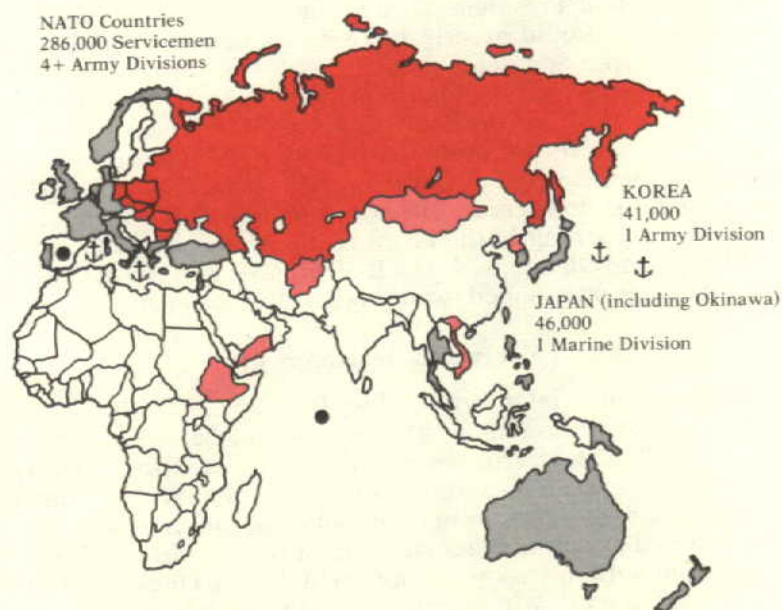 NATO Countries
286,000 Servicemen
4+ Army Divisions
KOREA
41,000
1 Army Division
JAPAN (including Okinawa)
46,000
1 Marine Division